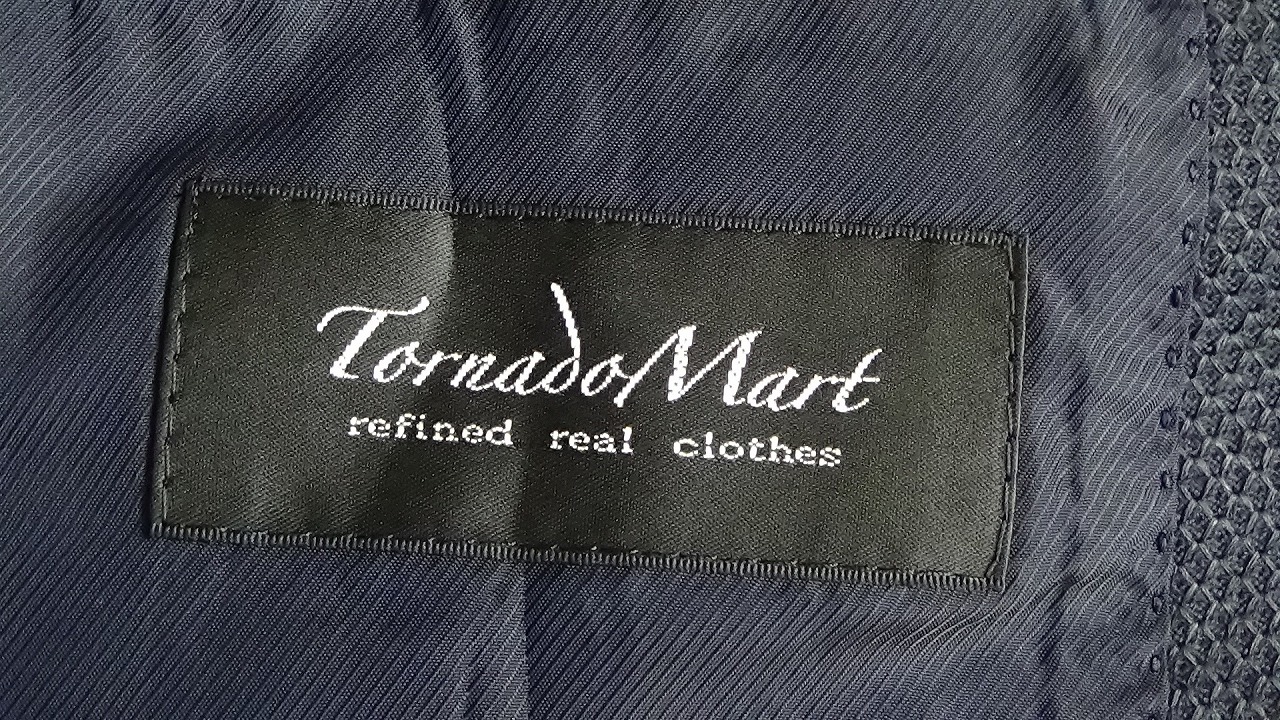 TornadoMart
refined real clothes